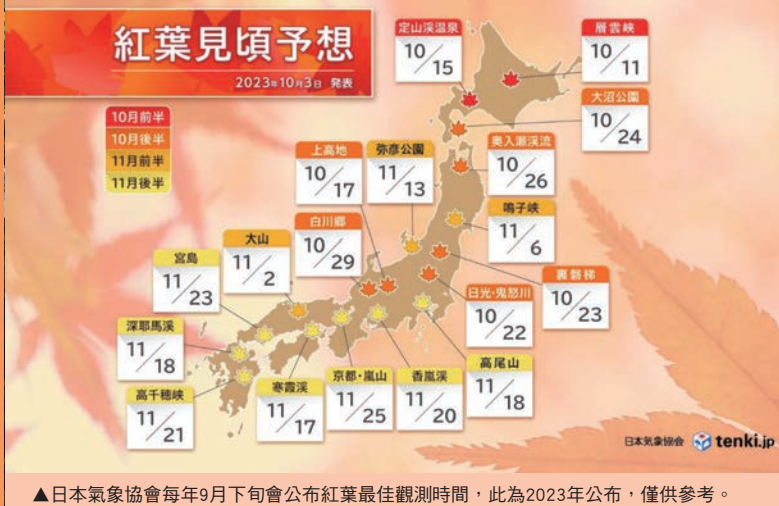 紅葉見頃予想
2023年10月3日 発表
10月前半
10月後半
11月前半
11月後半
定山渓温泉
10/15
層雲峡
10/11
大沼公園
10/24
上高地
10/17
弥彦公園
11/13
奥入瀬渓流
10/26
鳴子峡
11/6
白川郷
10/29
大山
11/2
宮島
11/23
裏磐梯
10/23
日光・鬼怒川
10/22
深耶馬溪
11/18
高尾山
11/18
高千穂峡
11/21
寒霞渓
11/17
京都・嵐山
11/25
香嵐渓
11/20
日本気象協会 tenki.jp
▲日本氣象協會每年9月下旬會公布紅葉最佳觀測時間，此為2023年公布，僅供參考。